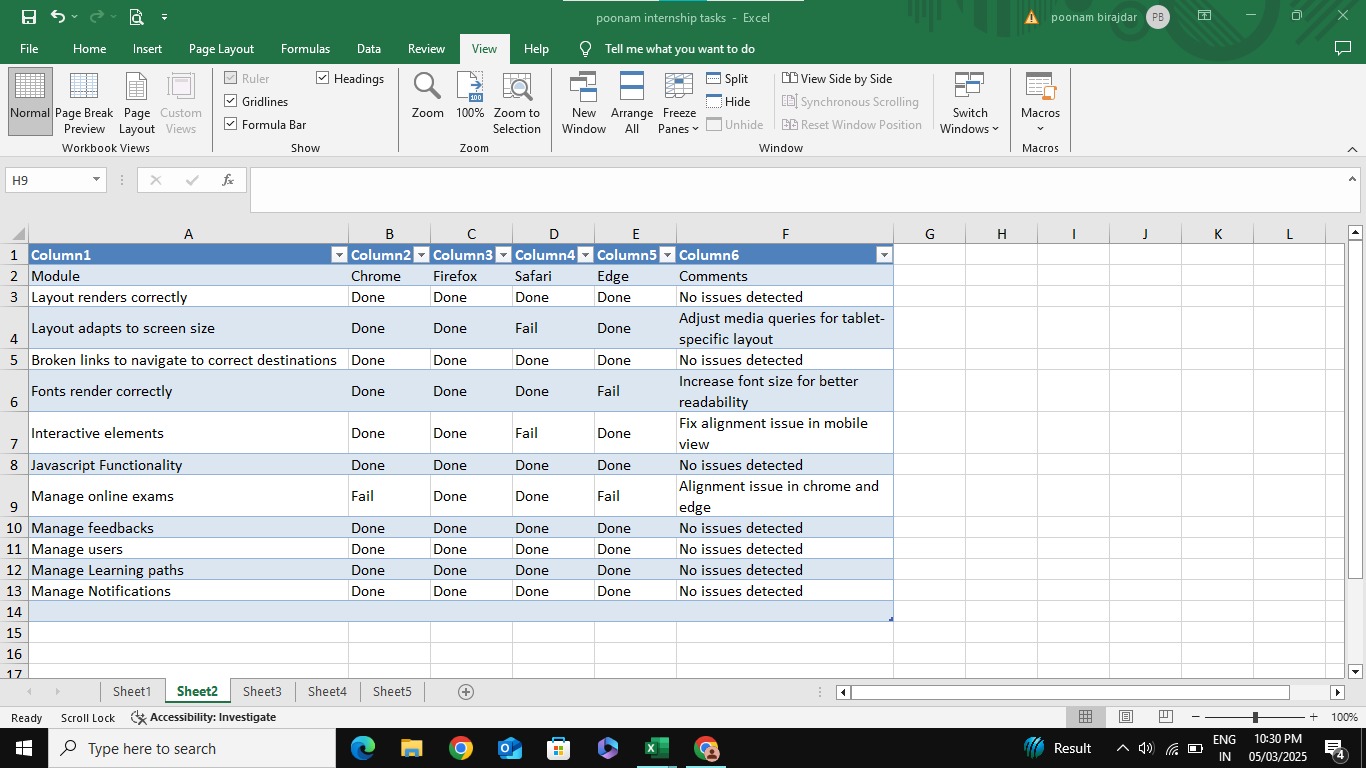 poonam internship tasks - Excel
poonam birajdar PB
File Home Insert Page Layout Formulas Data Review View Help Tell me what you want to do
Normal
Page Break Preview
Page Layout
Custom Views
Workbook Views
Ruler
Gridlines
Formula Bar
Headings
Show
Zoom
100
100%
Zoom to Selection
Zoom
New Window
Arrange All
Freeze Panes
Split
Hide
Unhide
View Side by Side
Synchronous Scrolling
Reset Window Position
Switch Windows
Window
Macros
Macros
H9 fx
A B C D E F G H I J K L
1 Column1 Column2 Column3 Column4 Column5 Column6
2 Module Chrome Firefox Safari Edge Comments
3 Layout renders correctly Done Done Done Done No issues detected
4 Layout adapts to screen size Done Done Fail Done Adjust media queries for tablet-
specific layout
5 Broken links to navigate to correct destinations Done Done Done Done No issues detected
6 Fonts render correctly Done Done Done Fail Increase font size for better
readability
7 Interactive elements Done Done Fail Done Fix alignment issue in mobile
view
8 Javascript Functionality Done Done Done Done No issues detected
9 Manage online exams Fail Done Done Fail Alignment issue in chrome and
edge
10 Manage feedbacks Done Done Done Done No issues detected
11 Manage users Done Done Done Done No issues detected
12 Manage Learning paths Done Done Done Done No issues detected
13 Manage Notifications Done Done Done Done No issues detected
14
15
16
17
Sheet1 Sheet2 Sheet3 Sheet4 Sheet5
Ready Scroll Lock Accessibility: Investigate 100%
Type here to search
Result
ENG
IN
10:30 PM
05/03/2025
4